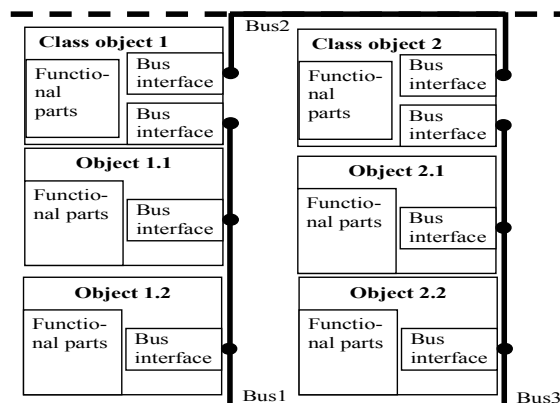 Bus2
Class object 1
Functio-
nal
parts
Bus
interface
Bus
interface
Class object 2
Functio-
nal
parts
Bus
interface
Bus
interface
Object 1.1
Functio-
nal parts
Bus
interface
Object 2.1
Functio-
nal parts
Bus
interface
Object 1.2
Functio-
nal parts
Bus
interface
Object 2.2
Functio-
nal parts
Bus
interface
Bus1
Bus3